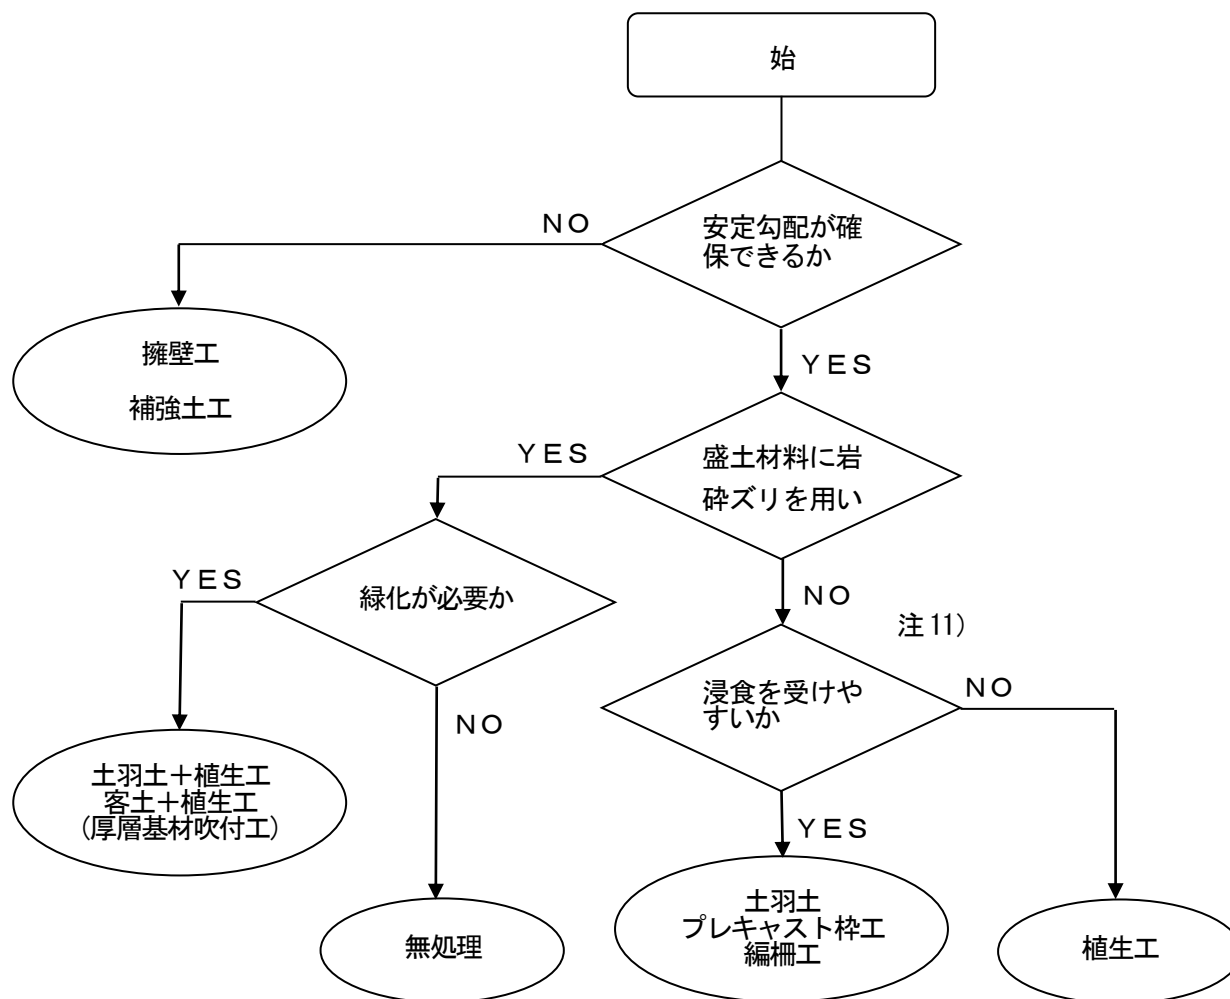 始
安定勾配が確
保できるか
NO
YES
擁壁工
補強土工
盛土材料に岩
砕ズリを用い
YES
NO
緑化が必要か
YES
NO
注11)
浸食を受けや
すいか
NO
YES
土羽土＋植生工
客土＋植生工
(厚層基材吹付工)
無処理
土羽土
プレキャスト枠工
編柵工
植生工